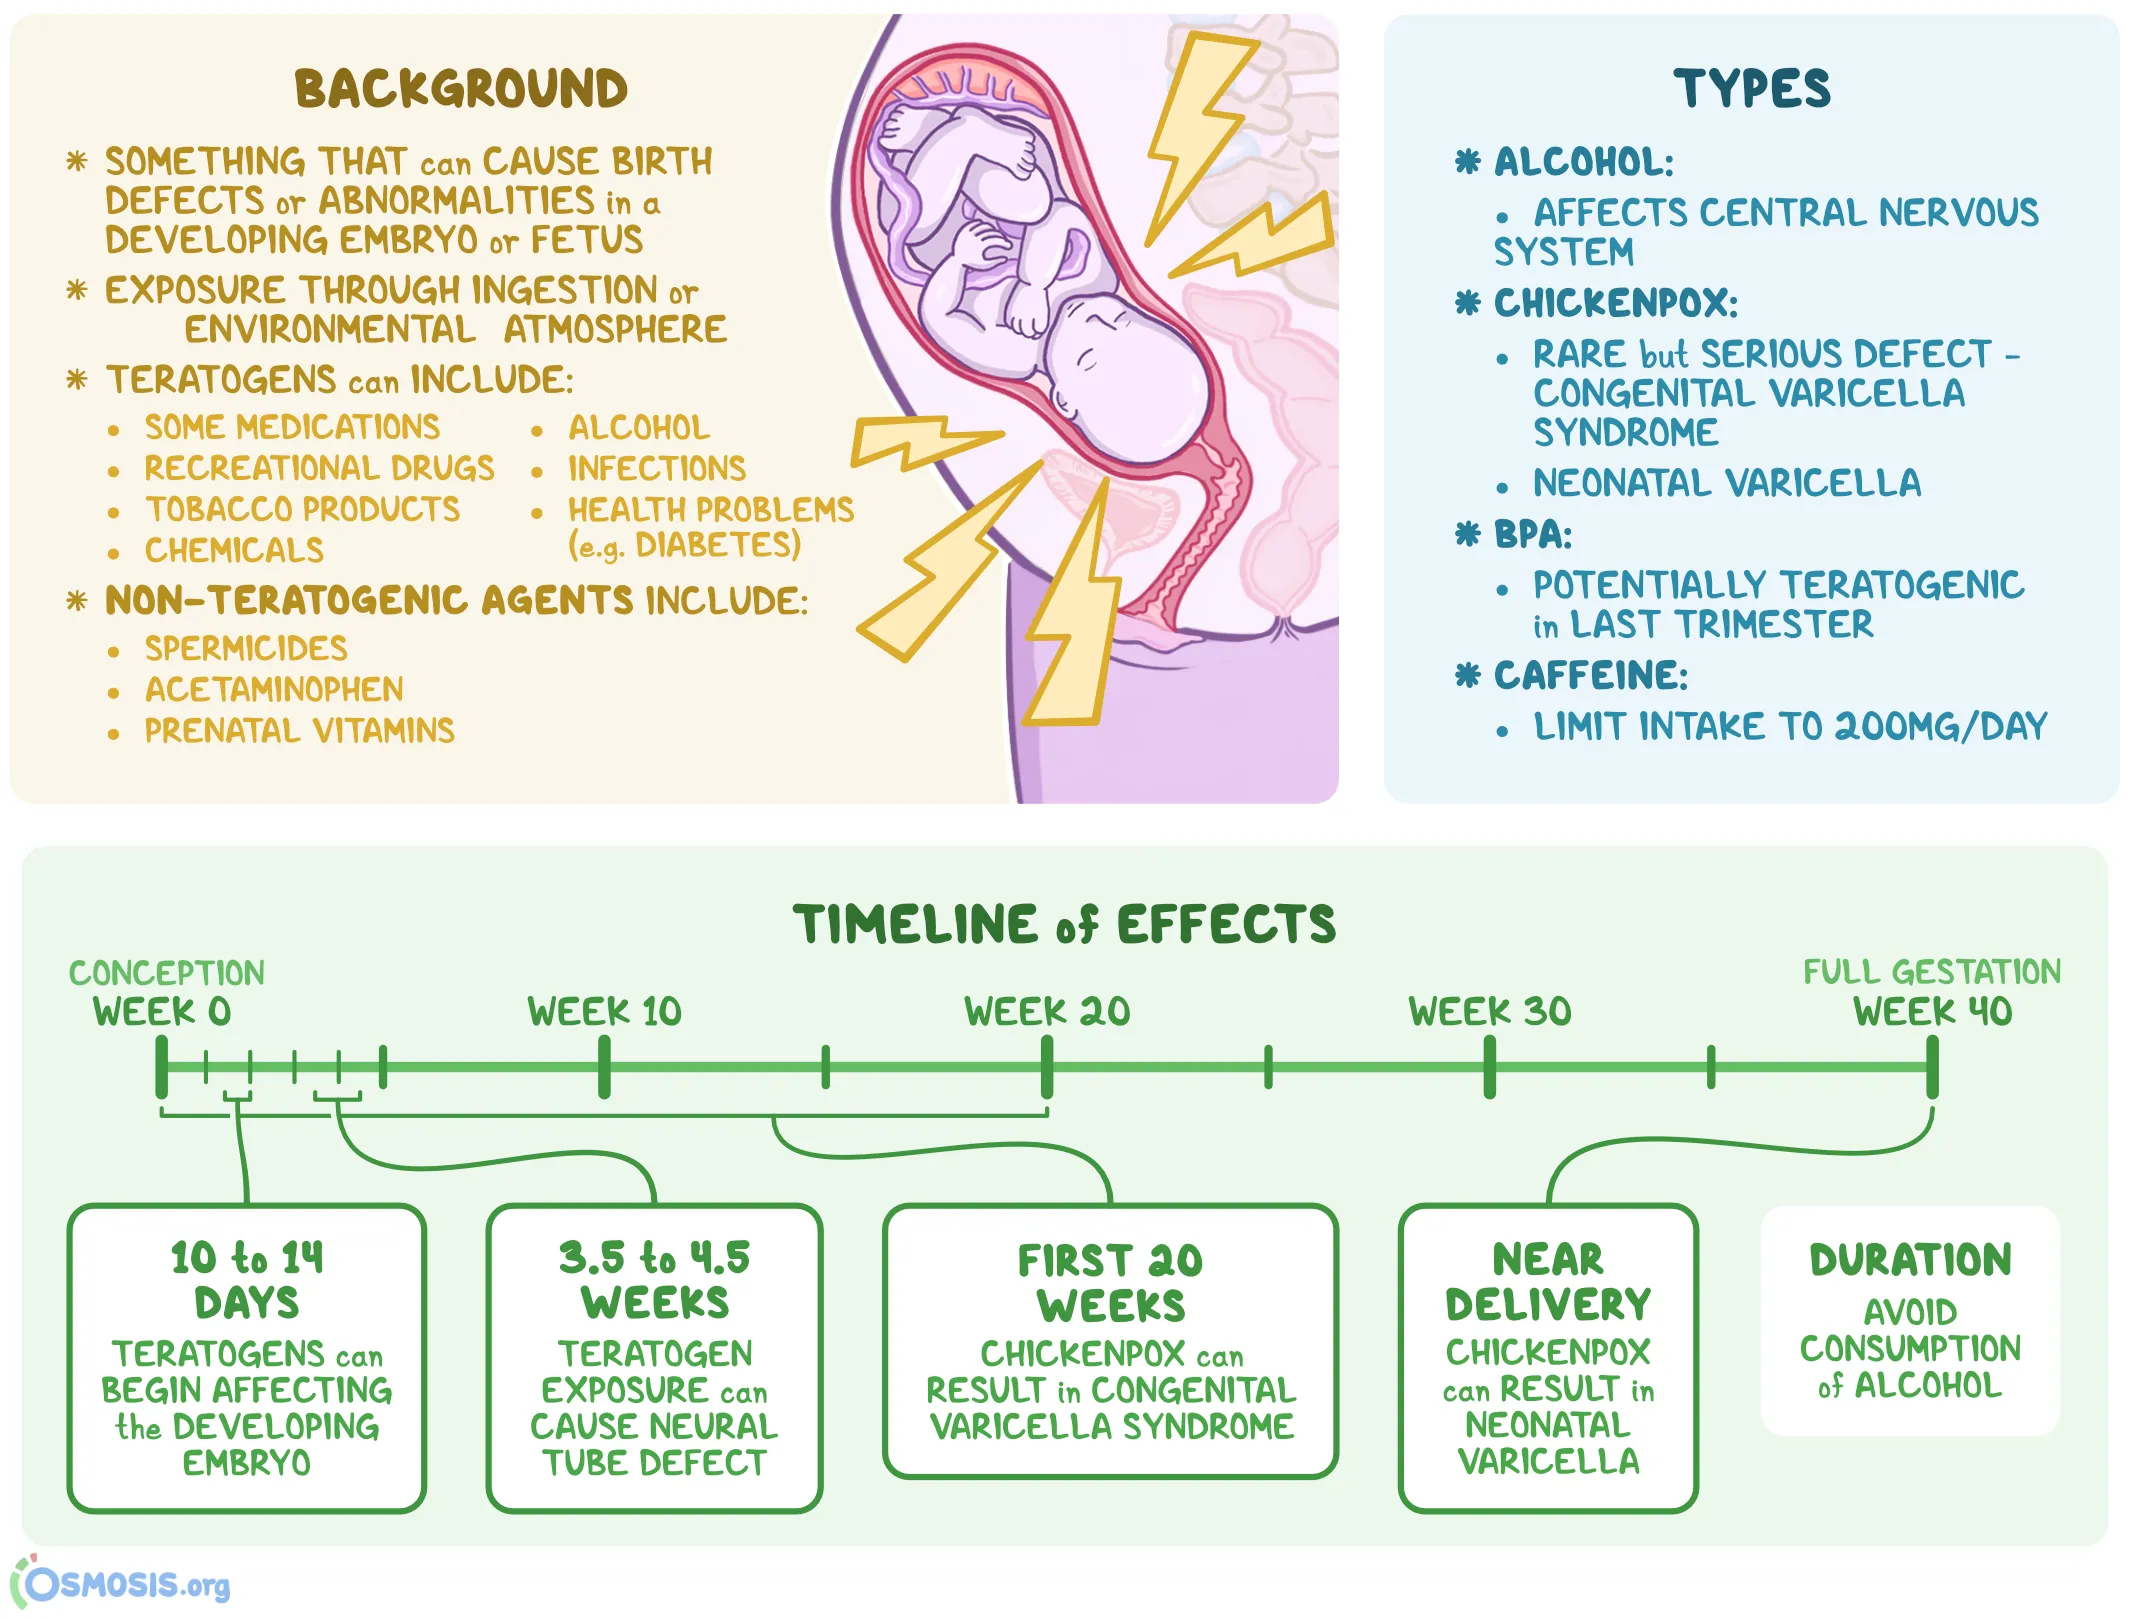 BACKGROUND
* SOMETHING THAT can CAUSE BIRTH
DEFECTS or ABNORMALITIES in a
DEVELOPING EMBRYO or FETUS
* EXPOSURE THROUGH INGESTION or
ENVIRONMENTAL ATMOSPHERE
* TERATOGENS can INCLUDE:
• SOME MEDICATIONS
• RECREATIONAL DRUGS
• TOBACCO PRODUCTS
• CHEMICALS
• ALCOHOL
• INFECTIONS
• HEALTH PROBLEMS
(e.g. DIABETES)
* NON-TERATOGENIC AGENTS INCLUDE:
• SPERMICIDES
• ACETAMINOPHEN
• PRENATAL VITAMINS
TYPES
* ALCOHOL:
• AFFECTS CENTRAL NERVOUS
SYSTEM
* CHICKENPOX:
• RARE but SERIOUS DEFECT -
CONGENITAL VARICELLA
SYNDROME
• NEONATAL VARICELLA
* BPA:
• POTENTIALLY TERATOGENIC
in LAST TRIMESTER
* CAFFEINE:
• LIMIT INTAKE TO 200MG/DAY
TIMELINE of EFFECTS
CONCEPTION
WEEK 0
WEEK 10
WEEK 20
WEEK 30
FULL GESTATION
WEEK 40
10 to 14
DAYS
TERATOGENS can
BEGIN AFFECTING
the DEVELOPING
EMBRYO
3.5 to 4.5
WEEKS
TERATOGEN
EXPOSURE can
CAUSE NEURAL
TUBE DEFECT
FIRST 20
WEEKS
CHICKENPOX can
RESULT in CONGENITAL
VARICELLA SYNDROME
NEAR
DELIVERY
CHICKENPOX
can RESULT in
NEONATAL
VARICELLA
DURATION
AVOID
CONSUMPTION
of ALCOHOL
OSMOSIS.org